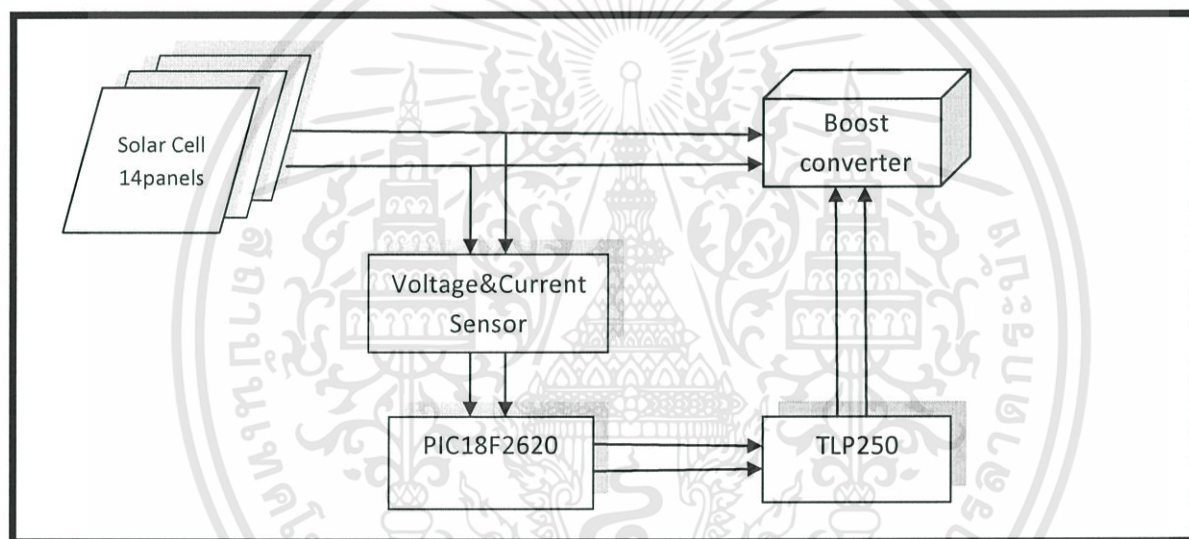 Solar Cell
14panels
Boost
converter
Voltage&Current
Sensor
PIC18F2620
TLP250